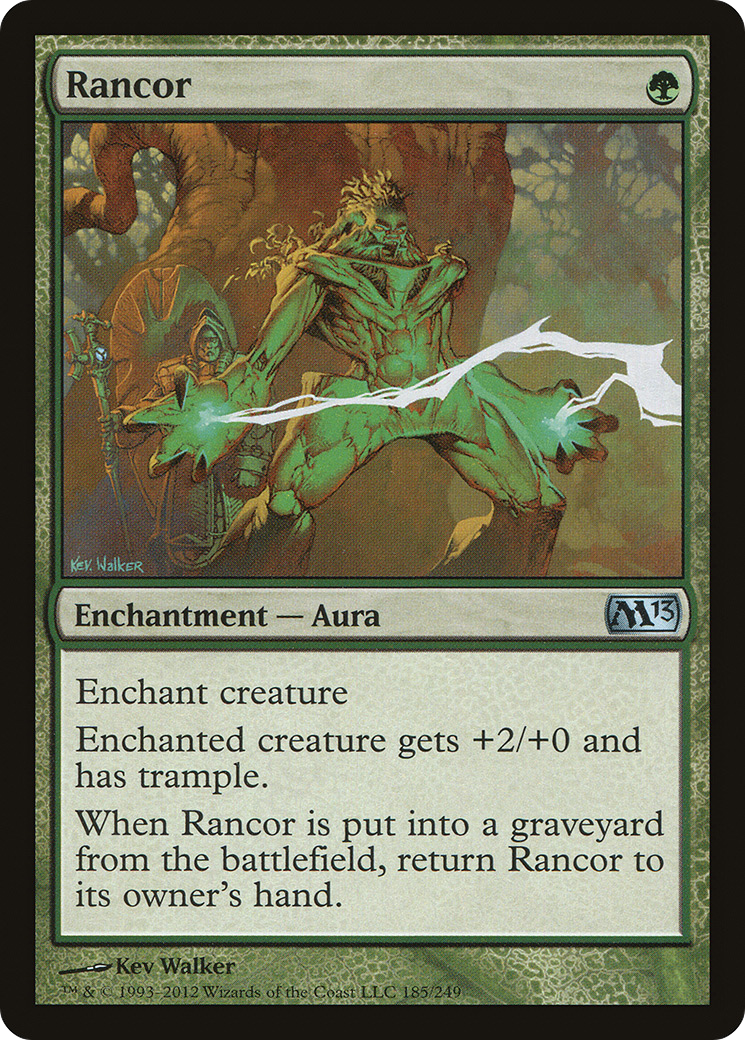 Rancor
Kev. Walker
Enchantment — Aura
M13
Enchant creature
Enchanted creature gets +2/+0 and
has trample.
When Rancor is put into a graveyard
from the battlefield, return Rancor to
its owner's hand.
Kev Walker
™ & © 1993–2012 Wizards of the Coast LLC 185/249